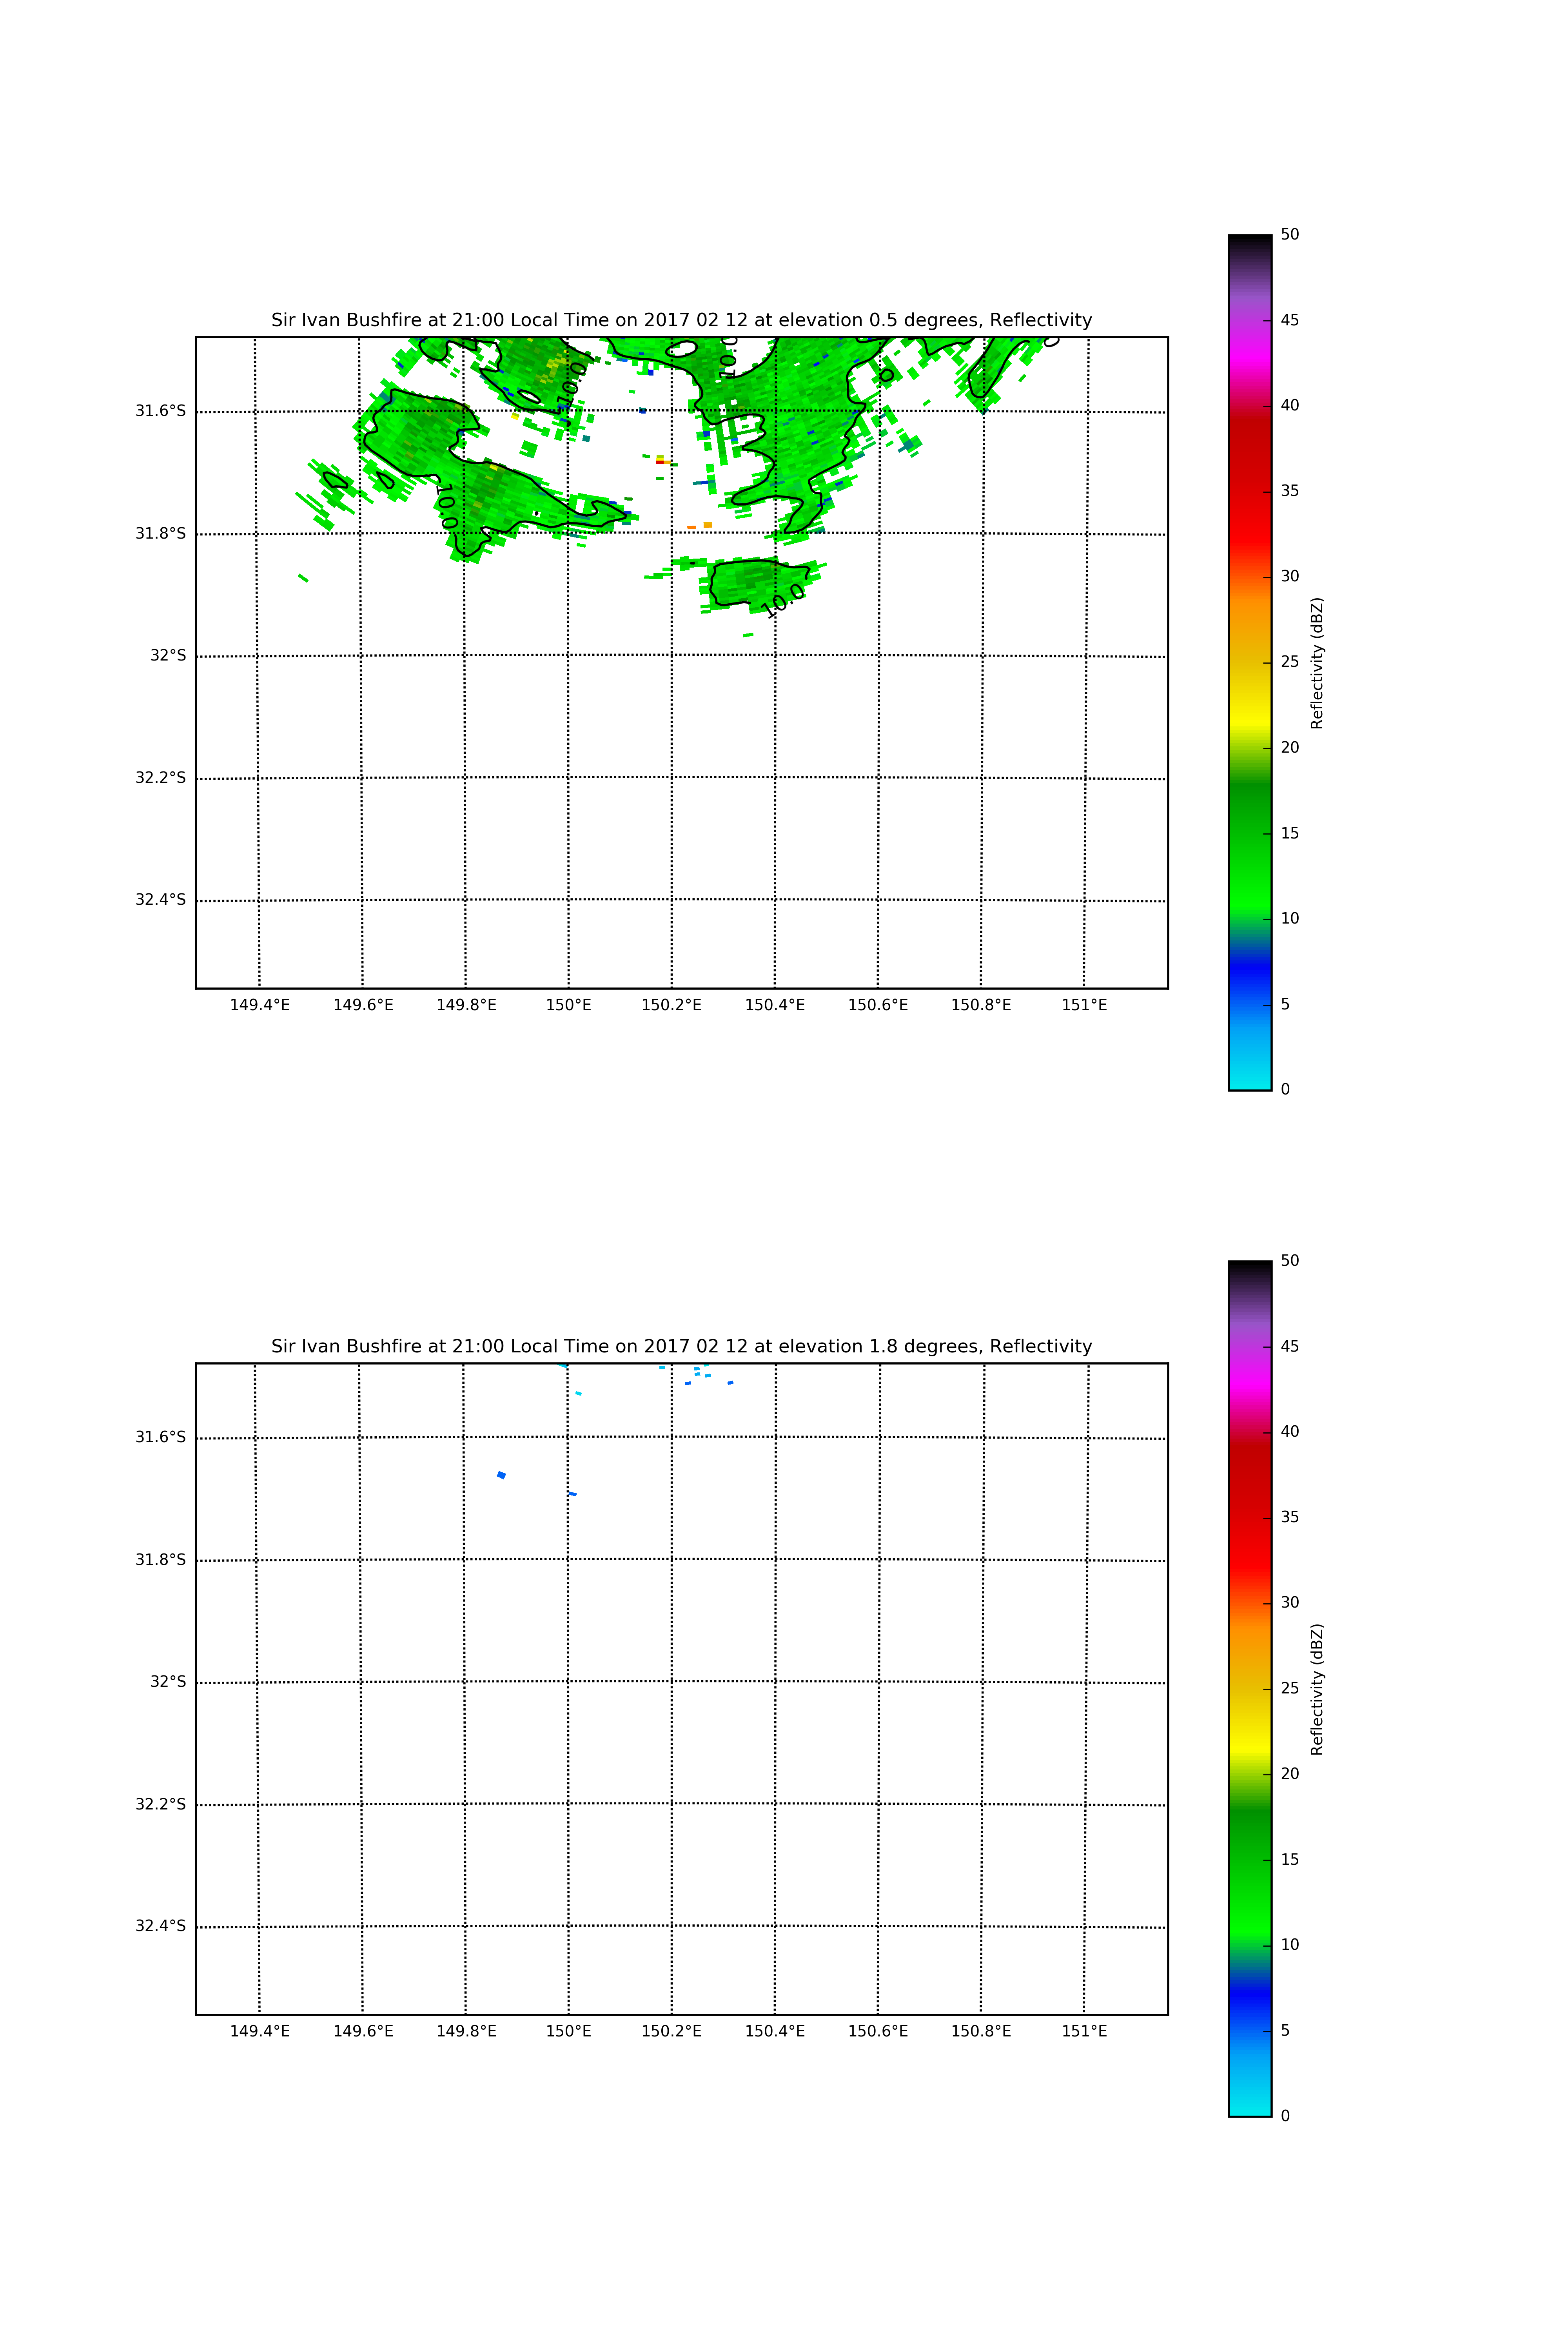 Sir Ivan Bushfire at 21:00 Local Time on 2017 02 12 at elevation 0.5 degrees, Reflectivity
31.6°S
31.8°S
32°S
32.2°S
32.4°S
149.4°E 149.6°E 149.8°E 150°E 150.2°E 150.4°E 150.6°E 150.8°E 151°E
10.0
10.0
10.0
50
45
40
35
30
25
20
15
10
5
0
Reflectivity (dBZ)
Sir Ivan Bushfire at 21:00 Local Time on 2017 02 12 at elevation 1.8 degrees, Reflectivity
31.6°S
31.8°S
32°S
32.2°S
32.4°S
149.4°E 149.6°E 149.8°E 150°E 150.2°E 150.4°E 150.6°E 150.8°E 151°E
50
45
40
35
30
25
20
15
10
5
0
Reflectivity (dBZ)